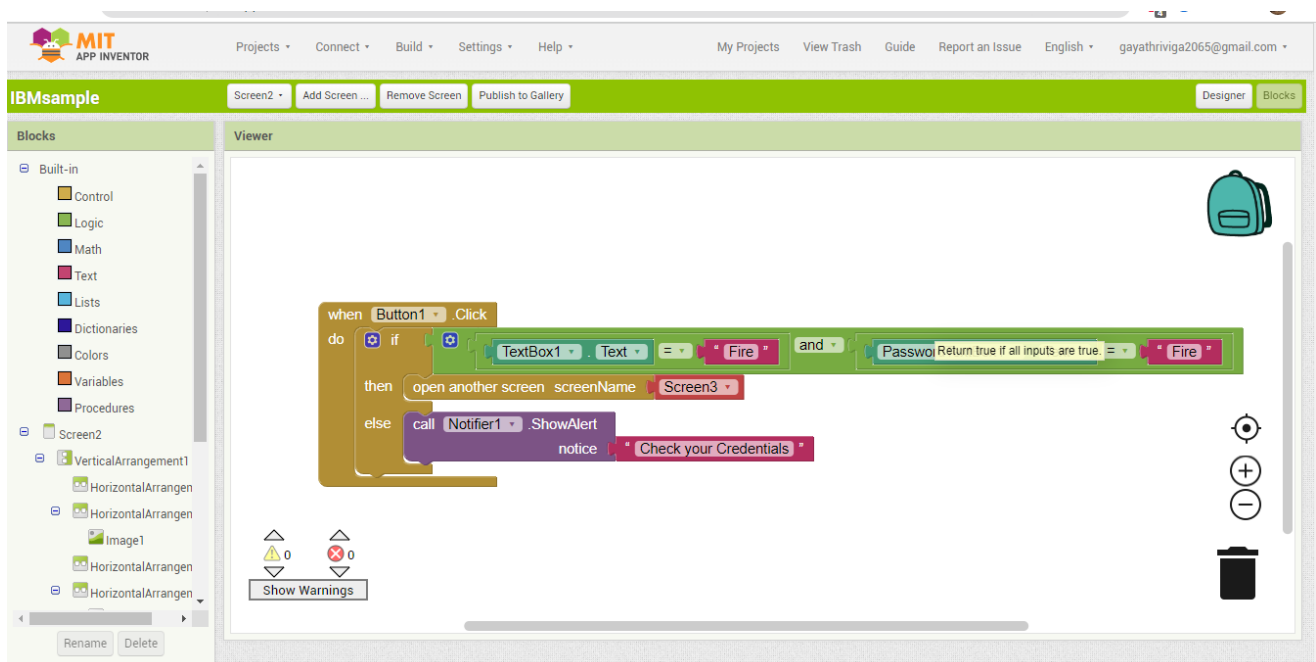 MIT
APP INVENTOR
Projects Connect Build Settings Help My Projects View Trash Guide Report an Issue English gayathriviga2065@gmail.com
IBMsample Screen2 Add Screen ... Remove Screen Publish to Gallery Designer Blocks
Blocks Viewer
Built-in
Control
Logic
Math
Text
Lists
Dictionaries
Colors
Variables
Procedures
Screen2
VerticalArrangement1
HorizontalArrangen
HorizontalArrangen
Image1
HorizontalArrangen
HorizontalArrangen
Rename Delete
when Button1 .Click
do if TextBox1 . Text = " Fire " and Passwo Return true if all inputs are true. = " Fire "
then open another screen screenName Screen3
else call Notifier1 .ShowAlert
notice " Check your Credentials "
0 0
Show Warnings